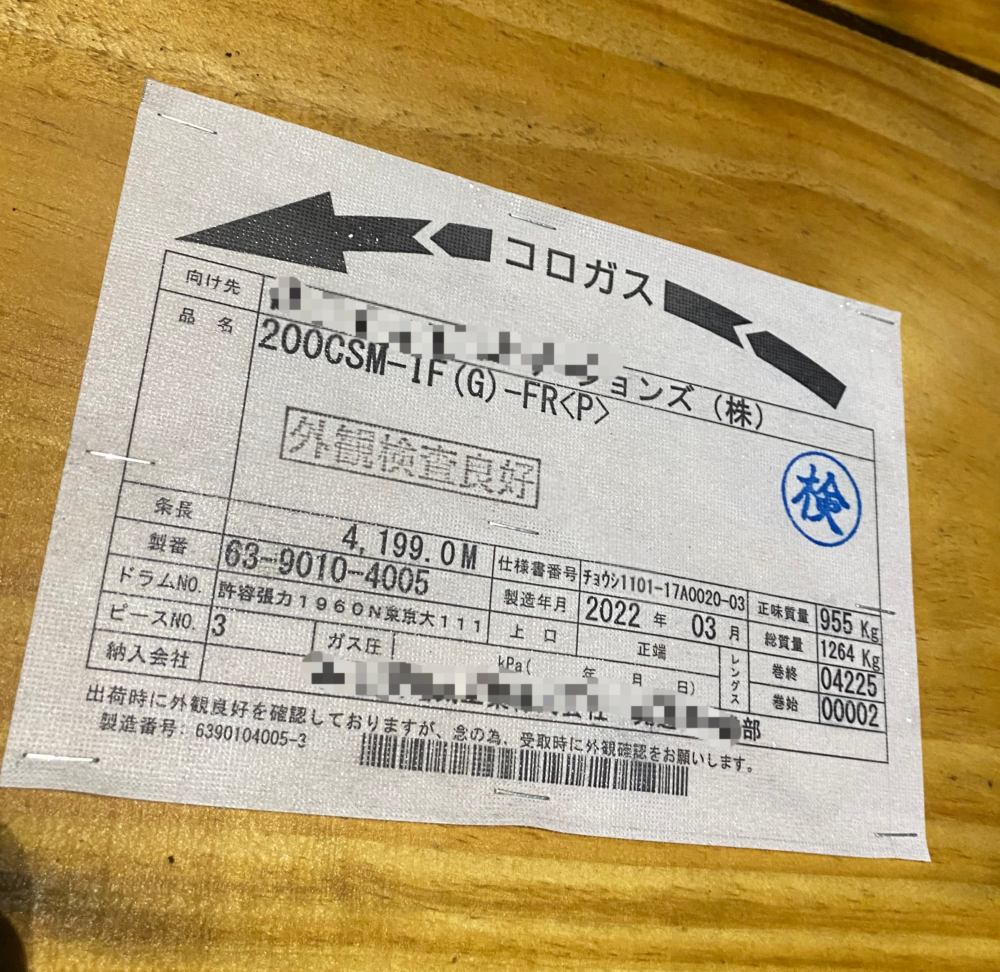 コロガス
向け先 ョンズ(株)
品 名 200CSM-IF(G)-FR<P>
外観検査良好
検
条長 4,199.0M 仕様書番号 チョウシ1101-17A0020-03 正味質量 955 Kg
製番 63-9010-4005 製造年月 2022 年 03 月 総質量 1264 Kg
ドラムNO. 許容張力1960N東京大111 上 口 正端 レングス 巻終 04225
ピースNO. 3 ガス圧 kPa( 年 月 日) 巻始 00002
納入会社 部
出荷時に外観良好を確認しておりますが、念の為、受取時に外観確認をお願いします。
製造番号: 6390104005-3